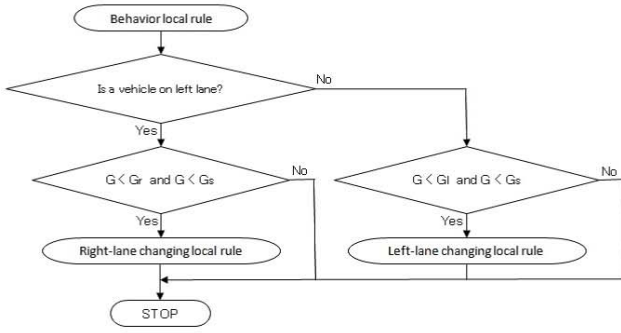 Behavior local rule
Is a vehicle on left lane?
No
Yes
G < Gr and G < Gs
No
G < Gl and G < Gs
No
Yes
Yes
Right-lane changing local rule
Left-lane changing local rule
STOP